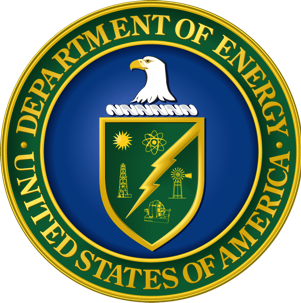 DEPARTMENT OF ENERGY
UNITED STATES OF AMERICA